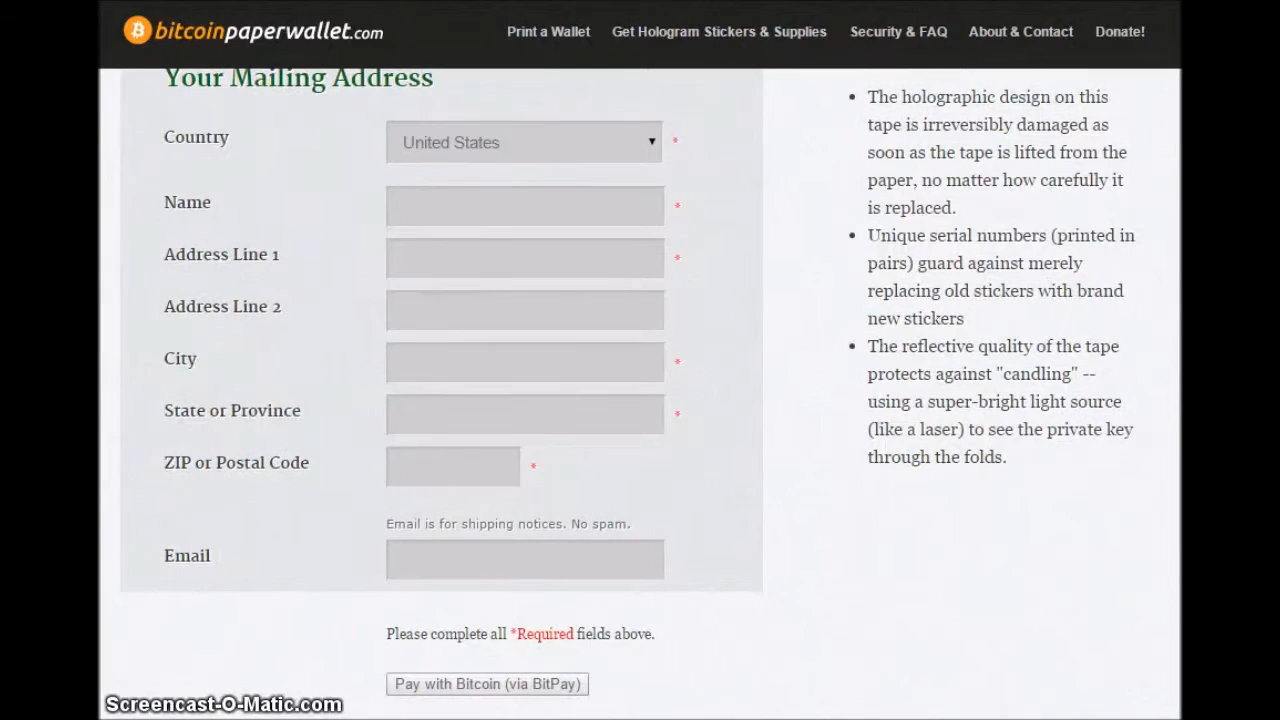 bitcoinpaperwallet.com
Print a Wallet
Get Hologram Stickers & Supplies
Security & FAQ
About & Contact
Donate!
Your Mailing Address
Country
United States
*
Name
*
Address Line 1
*
Address Line 2
City
*
State or Province
*
ZIP or Postal Code
*
Email is for shipping notices. No spam.
Email
Please complete all *Required fields above.
Pay with Bitcoin (via BitPay)
The holographic design on this
tape is irreversibly damaged as
soon as the tape is lifted from the
paper, no matter how carefully it
is replaced.
Unique serial numbers (printed in
pairs) guard against merely
replacing old stickers with brand
new stickers
The reflective quality of the tape
protects against "candling" --
using a super-bright light source
(like a laser) to see the private key
through the folds.
Screencast-O-Matic.com